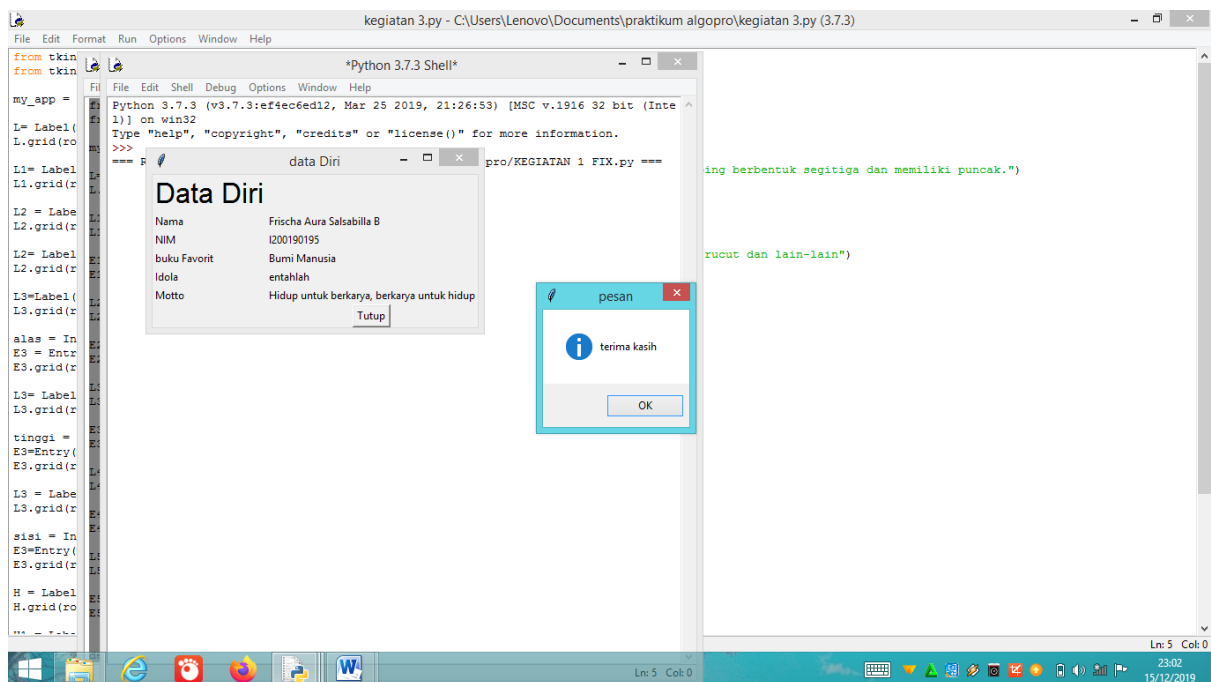 kegiatan 3.py - C:\Users\Lenovo\Documents\praktikum algopro\kegiatan 3.py (3.7.3)
File Edit Format Run Options Window Help
from tkin
from tkin
my_app =
L= Label(
L.grid(ro
L1= Label
L1.grid(r
ing berbentuk segitiga dan memiliki puncak.")
L2 = Labe
L2.grid(r
L2= Label
L2.grid(r
rucut dan lain-lain")
L3=Label(
L3.grid(r
alas = In
E3 = Entr
E3.grid(r
L3= Label
L3.grid(r
tinggi =
E3=Entry(
E3.grid(r
L3 = Labe
L3.grid(r
sisi = In
E3=Entry(
E3.grid(r
H = Label
H.grid(ro
*Python 3.7.3 Shell*
File Edit Shell Debug Options Window Help
Python 3.7.3 (v3.7.3:ef4ec6ed12, Mar 25 2019, 21:26:53) [MSC v.1916 32 bit (Inte
l)] on win32
Type "help", "copyright", "credits" or "license()" for more information.
>>>
=== R
pro/KEGIATAN 1 FIX.py ===
data Diri
Data Diri
Nama Frischa Aura Salsabilla B
NIM l200190195
buku Favorit Bumi Manusia
Idola entahlah
Motto Hidup untuk berkarya, berkarya untuk hidup
Tutup
pesan
terima kasih
OK
Ln: 5 Col: 0
Ln: 5 Col: 0
23:02
15/12/2019